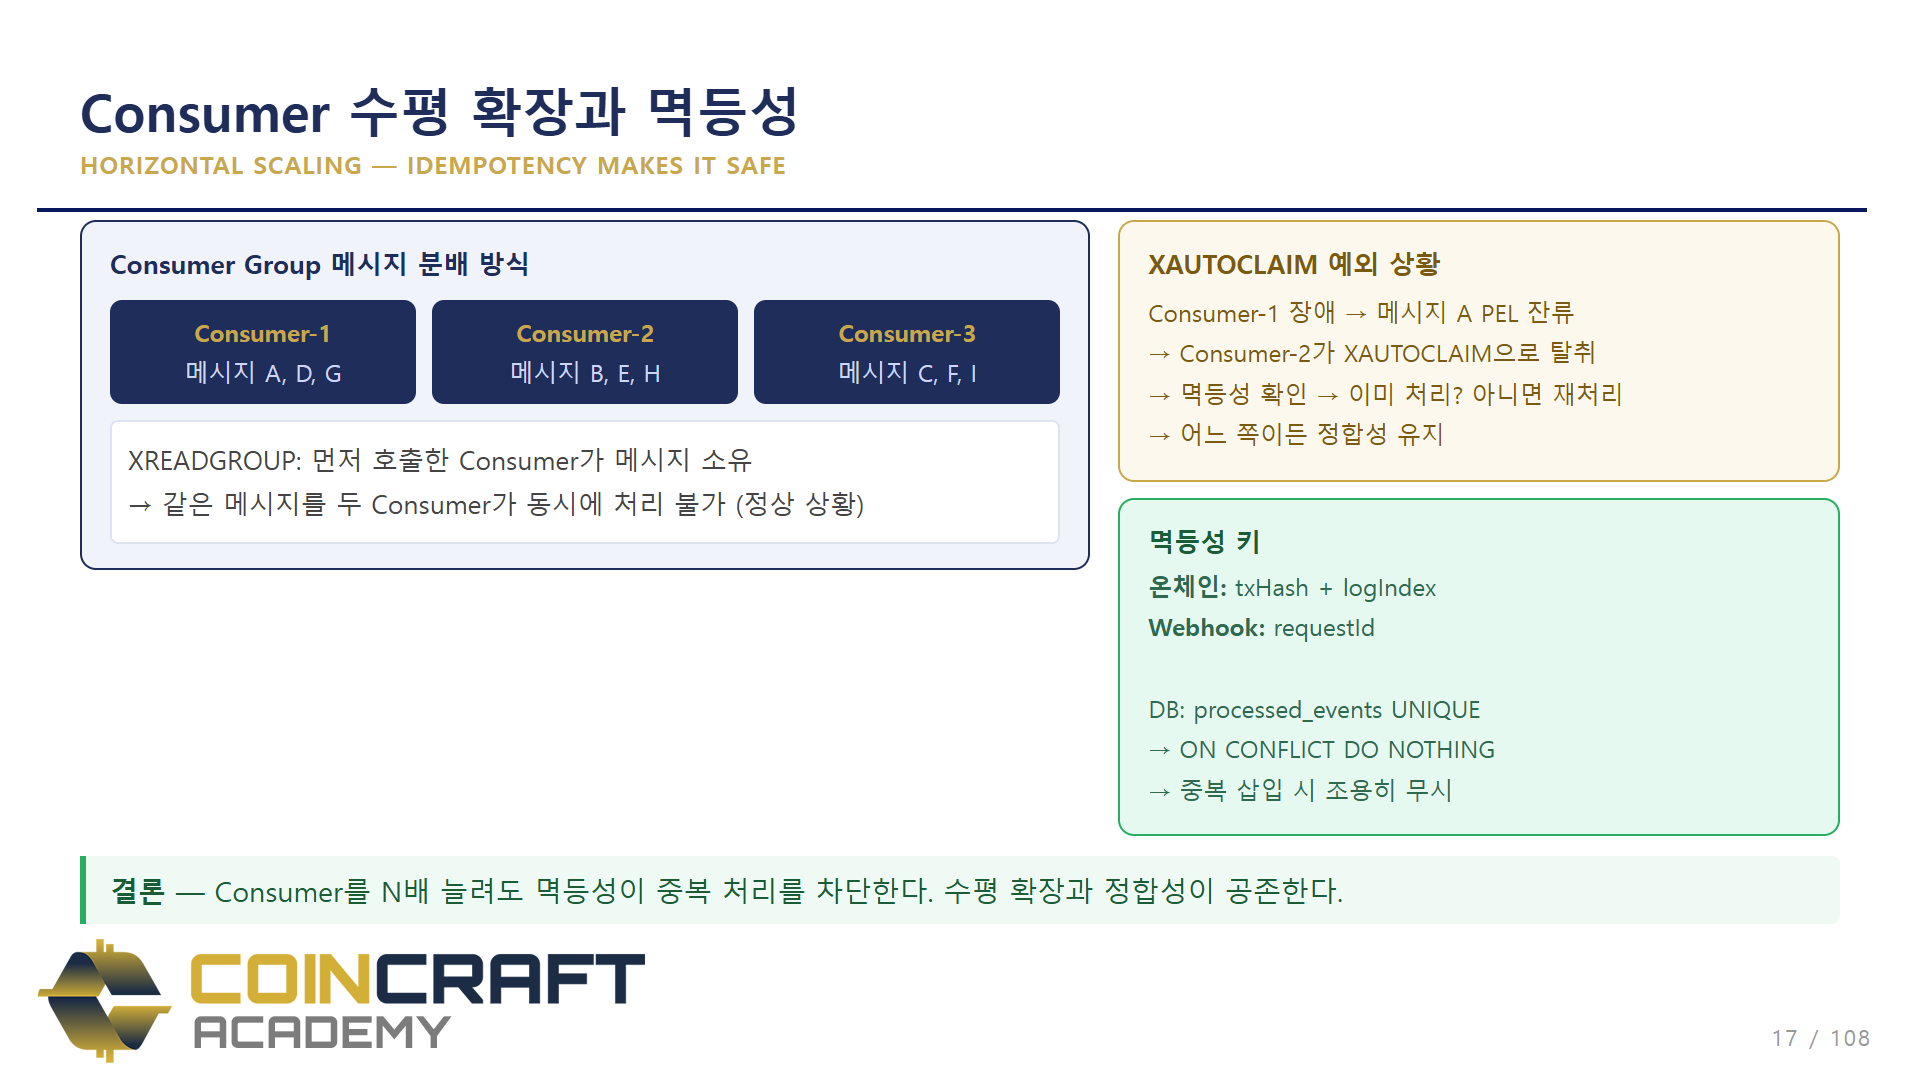 Consumer 수평 확장과 멱등성
HORIZONTAL SCALING — IDEMPOTENCY MAKES IT SAFE
Consumer Group 메시지 분배 방식
Consumer-1
메시지 A, D, G
Consumer-2
메시지 B, E, H
Consumer-3
메시지 C, F, I
XREADGROUP: 먼저 호출한 Consumer가 메시지 소유
→ 같은 메시지를 두 Consumer가 동시에 처리 불가 (정상 상황)
XAUTOCLAIM 예외 상황
Consumer-1 장애 → 메시지 A PEL 잔류
→ Consumer-2가 XAUTOCLAIM으로 탈취
→ 멱등성 확인 → 이미 처리? 아니면 재처리
→ 어느 쪽이든 정합성 유지
멱등성 키
온체인: txHash + logIndex
Webhook: requestId
DB: processed_events UNIQUE
→ ON CONFLICT DO NOTHING
→ 중복 삽입 시 조용히 무시
결론 — Consumer를 N배 늘려도 멱등성이 중복 처리를 차단한다. 수평 확장과 정합성이 공존한다.
COINCRAFT
ACADEMY
17 / 108